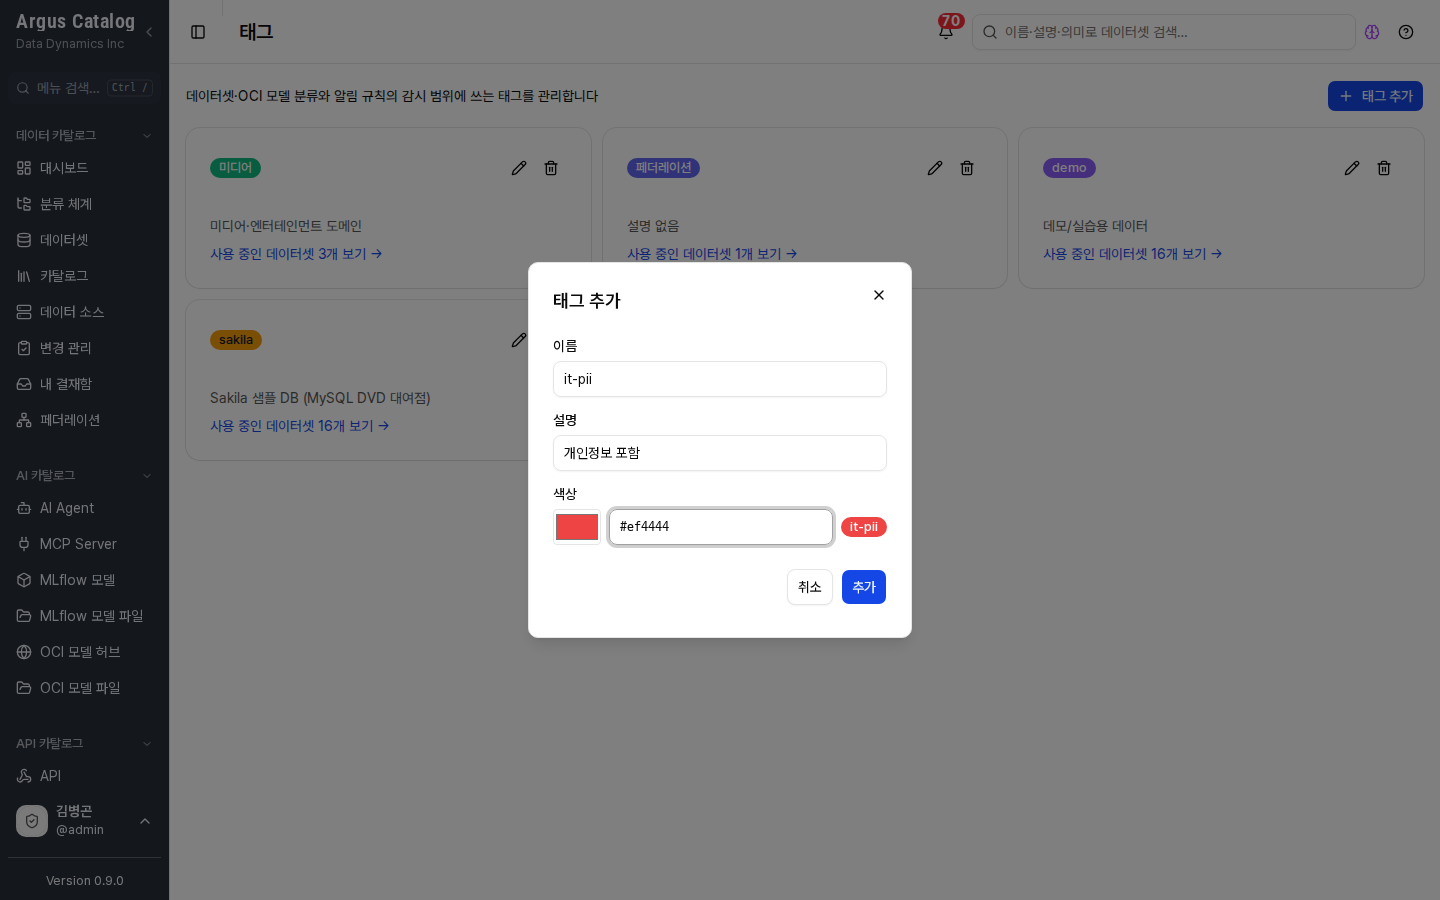 Argus Catalog
Data Dynamics Inc
메뉴 검색...
Ctrl /
데이터 카탈로그
대시보드
분류 체계
데이터셋
카탈로그
데이터 소스
변경 관리
내 결재함
페더레이션
AI 카탈로그
AI Agent
MCP Server
MLflow 모델
MLflow 모델 파일
OCI 모델 허브
OCI 모델 파일
API 카탈로그
API
김병곤
@admin
Version 0.9.0
태그
70
이름·설명·의미로 데이터셋 검색...
데이터셋·OCI 모델 분류와 알림 규칙의 감시 범위에 쓰는 태그를 관리합니다
태그 추가
미디어
미디어·엔터테인먼트 도메인
사용 중인 데이터셋 3개 보기 →
페더레이션
설명 없음
사용 중인 데이터셋 1개 보기 →
demo
데모/실습용 데이터
사용 중인 데이터셋 16개 보기 →
sakila
Sakila 샘플 DB (MySQL DVD 대여점)
사용 중인 데이터셋 16개 보기 →
태그 추가
이름
it-pii
설명
개인정보 포함
색상
#ef4444
it-pii
취소
추가